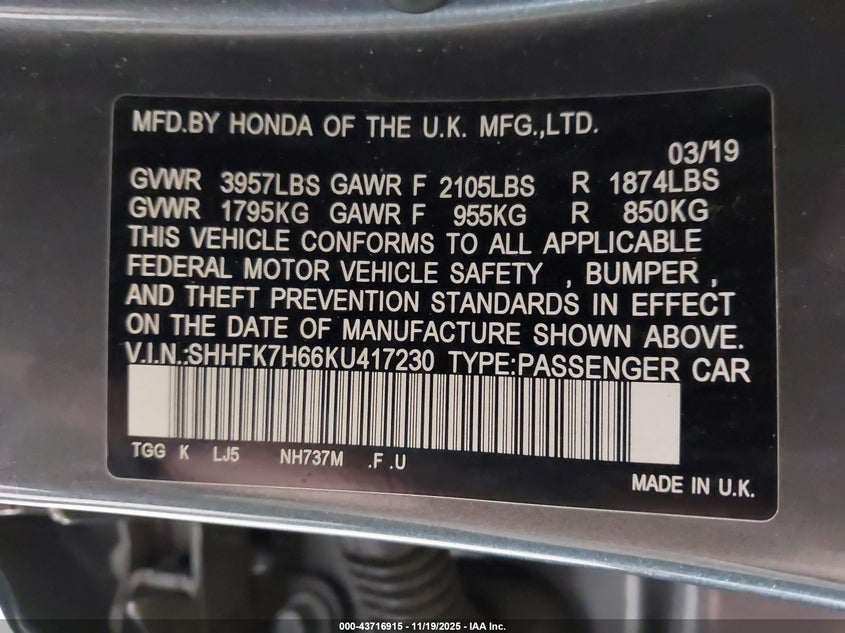 MFD.BY HONDA OF THE U.K. MFG.,LTD.
03/'19
GVWR 3957LBS GAWR F 2105LBS R 1874LBS
GVWR 1795KG GAWR F 955KG R 850KG
THIS VEHICLE CONFORMS TO ALL APPLICABLE
FEDERAL MOTOR VEHICLE SAFETY , BUMPER ,
AND THEFT PREVENTION STANDARDS IN EFFECT
ON THE DATE OF MANUFACTURE SHOWN ABOVE.
V.I.N.:SHHFK7H66KU417230 TYPE:PASSENGER CAR
TGG K LJ5 NH737M .F .U
MADE IN U.K.
000-43716915 - 11/19/2025 - IAA Inc.